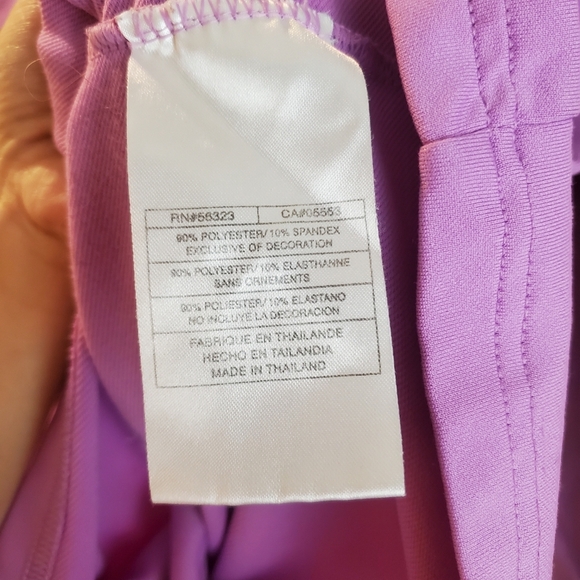 RN#56323 CA#05553
90% POLYESTER/10% SPANDEX
EXCLUSIVE OF DECORATION
90% POLYESTER/10% ELASTHANNE
SANS ORNEMENTS
90% POLIESTER/10% ELASTANO
NO INCLUYE LA DECORACION
FABRIQUE EN THAILANDE
HECHO EN TAILANDIA
MADE IN THAILAND